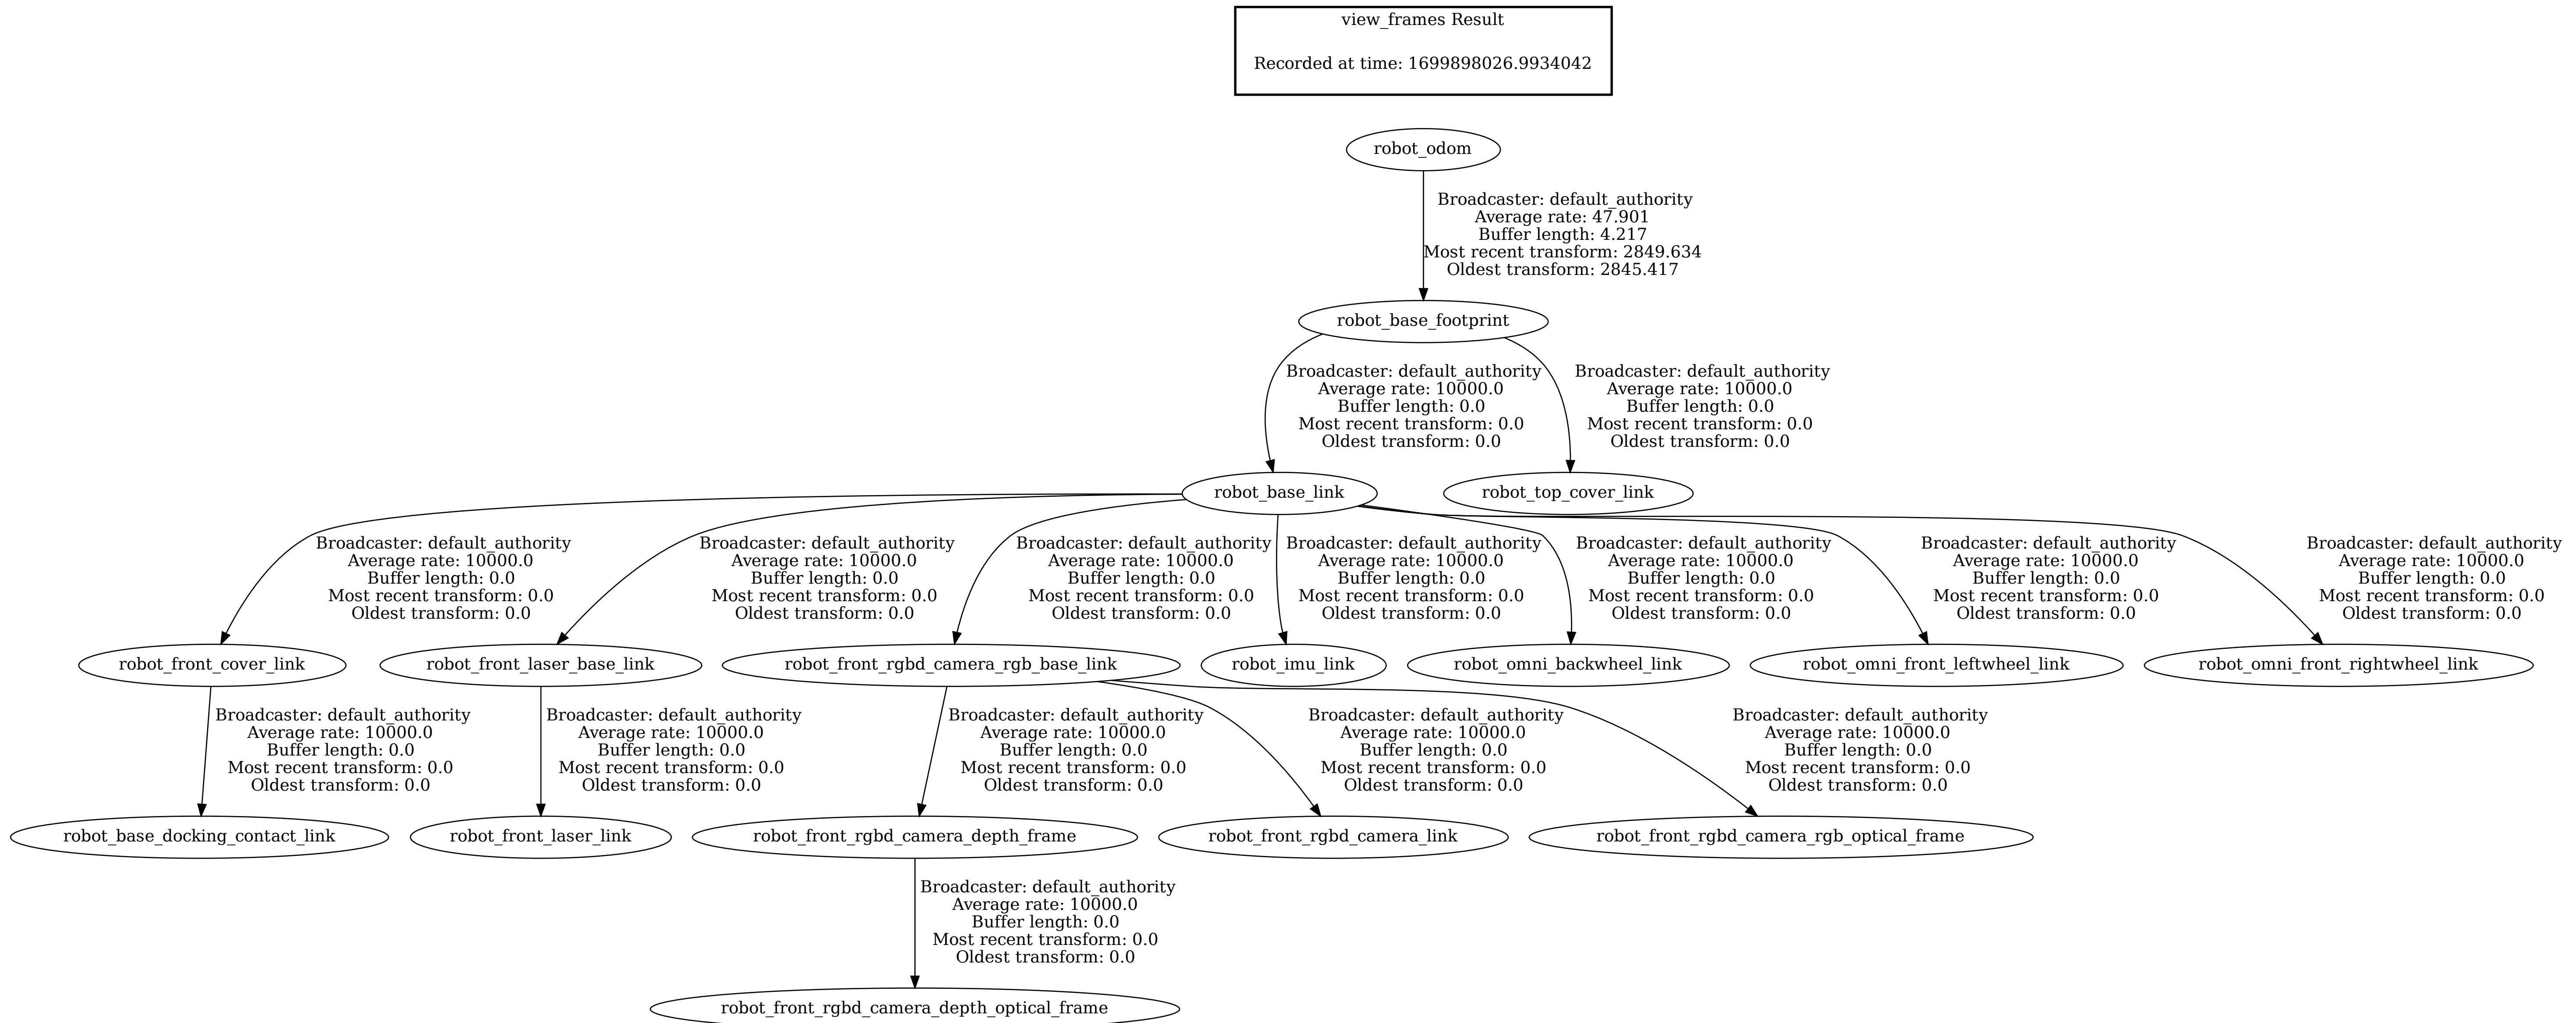 view_frames Result
Recorded at time: 1699898026.9934042
robot_odom
Broadcaster: default_authority
Average rate: 47.901
Buffer length: 4.217
Most recent transform: 2849.634
Oldest transform: 2845.417
robot_base_footprint
Broadcaster: default_authority
Average rate: 10000.0
Buffer length: 0.0
Most recent transform: 0.0
Oldest transform: 0.0
Broadcaster: default_authority
Average rate: 10000.0
Buffer length: 0.0
Most recent transform: 0.0
Oldest transform: 0.0
robot_base_link
robot_top_cover_link
Broadcaster: default_authority
Average rate: 10000.0
Buffer length: 0.0
Most recent transform: 0.0
Oldest transform: 0.0
Broadcaster: default_authority
Average rate: 10000.0
Buffer length: 0.0
Most recent transform: 0.0
Oldest transform: 0.0
Broadcaster: default_authority
Average rate: 10000.0
Buffer length: 0.0
Most recent transform: 0.0
Oldest transform: 0.0
Broadcaster: default_authority
Average rate: 10000.0
Buffer length: 0.0
Most recent transform: 0.0
Oldest transform: 0.0
Broadcaster: default_authority
Average rate: 10000.0
Buffer length: 0.0
Most recent transform: 0.0
Oldest transform: 0.0
Broadcaster: default_authority
Average rate: 10000.0
Buffer length: 0.0
Most recent transform: 0.0
Oldest transform: 0.0
Broadcaster: default_authority
Average rate: 10000.0
Buffer length: 0.0
Most recent transform: 0.0
Oldest transform: 0.0
robot_front_cover_link
robot_front_laser_base_link
robot_front_rgbd_camera_rgb_base_link
robot_imu_link
robot_omni_backwheel_link
robot_omni_front_leftwheel_link
robot_omni_front_rightwheel_link
Broadcaster: default_authority
Average rate: 10000.0
Buffer length: 0.0
Most recent transform: 0.0
Oldest transform: 0.0
Broadcaster: default_authority
Average rate: 10000.0
Buffer length: 0.0
Most recent transform: 0.0
Oldest transform: 0.0
Broadcaster: default_authority
Average rate: 10000.0
Buffer length: 0.0
Most recent transform: 0.0
Oldest transform: 0.0
Broadcaster: default_authority
Average rate: 10000.0
Buffer length: 0.0
Most recent transform: 0.0
Oldest transform: 0.0
Broadcaster: default_authority
Average rate: 10000.0
Buffer length: 0.0
Most recent transform: 0.0
Oldest transform: 0.0
robot_base_docking_contact_link
robot_front_laser_link
robot_front_rgbd_camera_depth_frame
robot_front_rgbd_camera_link
robot_front_rgbd_camera_rgb_optical_frame
Broadcaster: default_authority
Average rate: 10000.0
Buffer length: 0.0
Most recent transform: 0.0
Oldest transform: 0.0
robot_front_rgbd_camera_depth_optical_frame